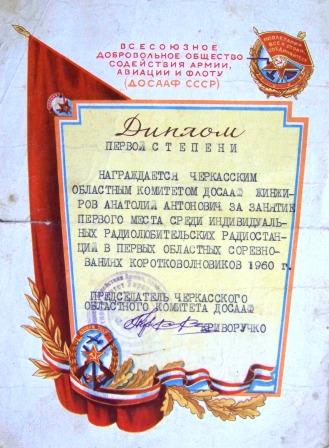 ВСЕСОЮЗНОЕ
ДОБРОВОЛЬНОЕ ОБЩЕСТВО
СОДЕЙСТВИЯ АРМИИ,
АВИАЦИИ И ФЛОТУ
(ДОСААФ СССР)
Диплом
ПЕРВОЙ СТЕПЕНИ
НАГРАЖДАЕТСЯ ЧЕРКАССКИМ
ОБЛАСТНЫМ КОМИТЕТОМ ДОСААФ ЖИНЖИ-
РОВ АНАТОЛИЙ АНТОНОВИЧ ЗА ЗАНЯТИЕ
ПЕРВОГО МЕСТА СРЕДИ ИНДИВИДУАЛЬ-
НЫХ РАДИОЛЮБИТЕЛЬСКИХ РАДИОСТАН-
ЦИЙ В ПЕРВЫХ ОБЛАСТНЫХ СОРЕВНО-
ВАНИЯХ КОРОТКОВОЛНОВИКОВ 1960 г.
ПРЕДСЕДАТЕЛЬ ЧЕРКАССКОГО
ОБЛАСТНОГО КОМИТЕТА ДОСААФ
КРИВОРУЧКО